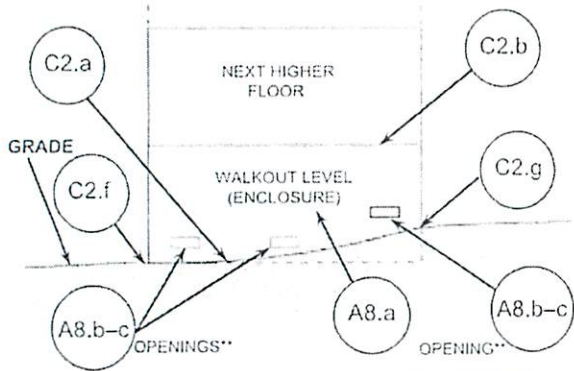 C2.a
C2.b
NEXT HIGHER
FLOOR
GRADE
C2.f
WALKOUT LEVEL
(ENCLOSURE)
C2.g
A8.b–c
OPENINGS**
A8.a
A8.b–c
OPENING**